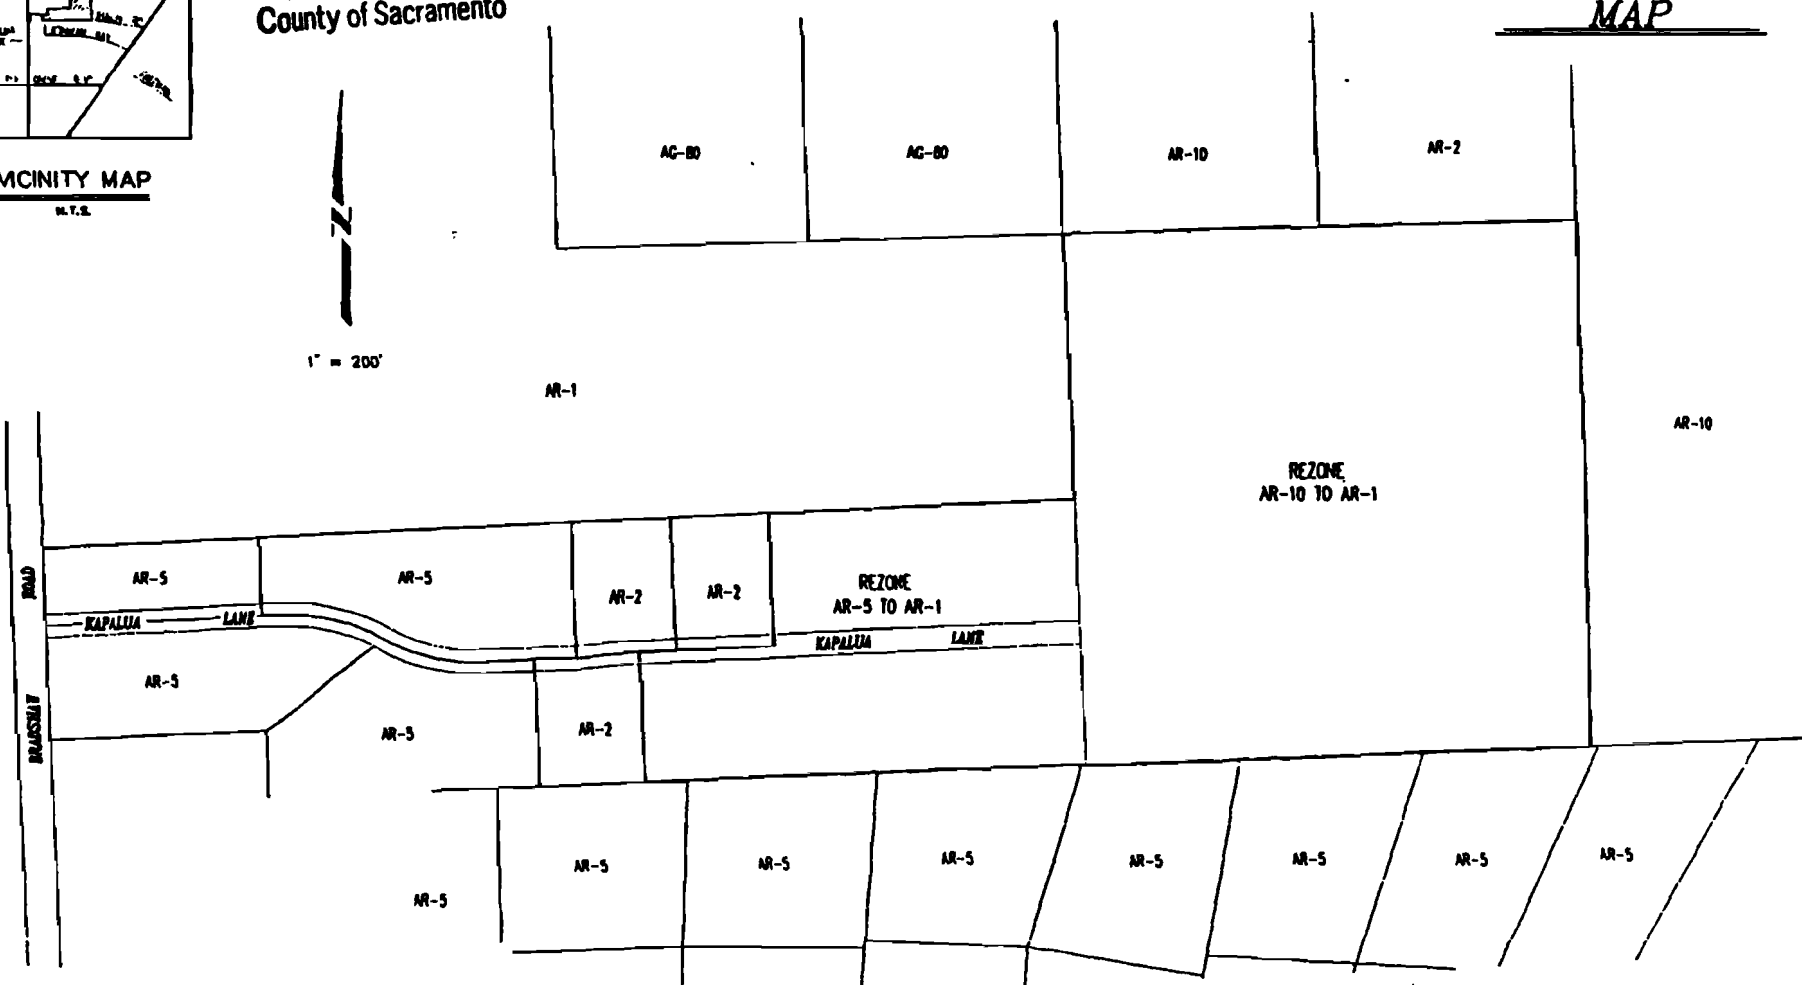 County of Sacramento
MAP
VICINITY MAP
N.T.S.
N
1" = 200'
AG-80
AG-80
AR-10
AR-2
AR-1
AR-10
REZONE
AR-10 TO AR-1
AR-5
AR-5
AR-2
AR-2
REZONE
AR-5 TO AR-1
KAPALUA LANE
KAPALUA LANE
AR-5
AR-5
AR-2
BRADSHAW ROAD
AR-5
AR-5
AR-5
AR-5
AR-5
AR-5
AR-5
AR-5